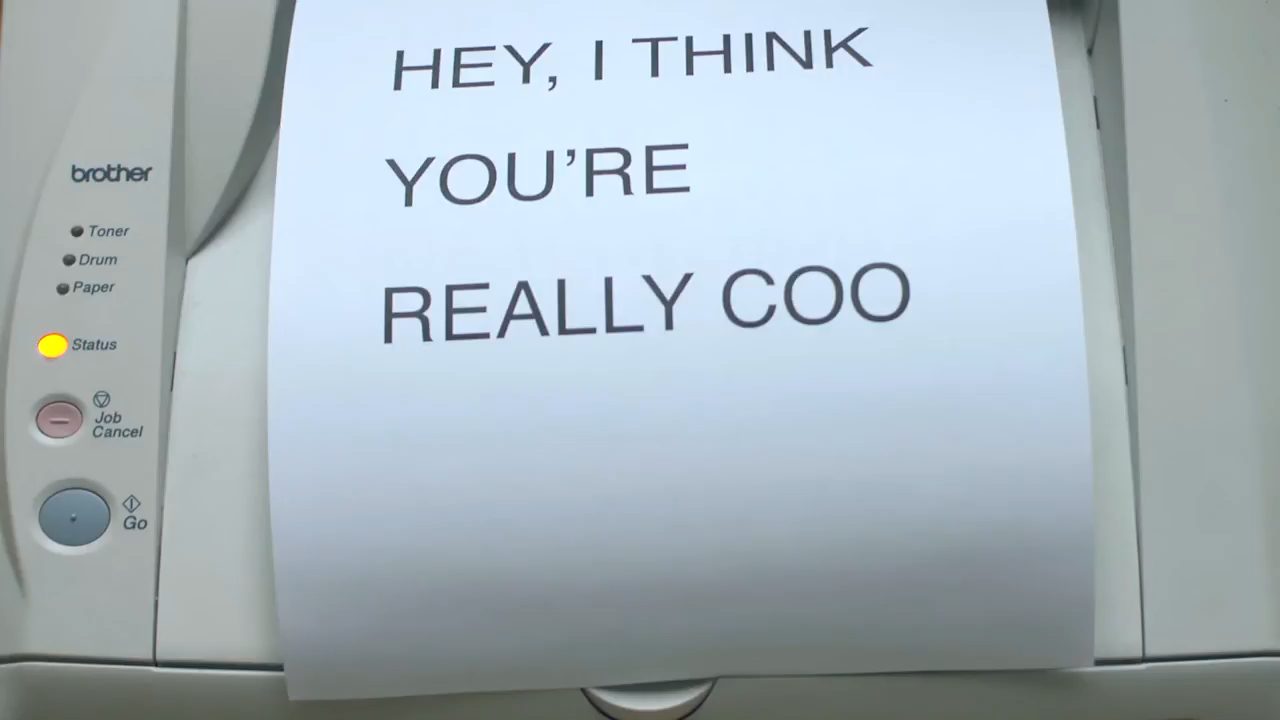 HEY, I THINK
YOU’RE
REALLY COO
brother
Toner
Drum
Paper
Status
Job
Cancel
Go